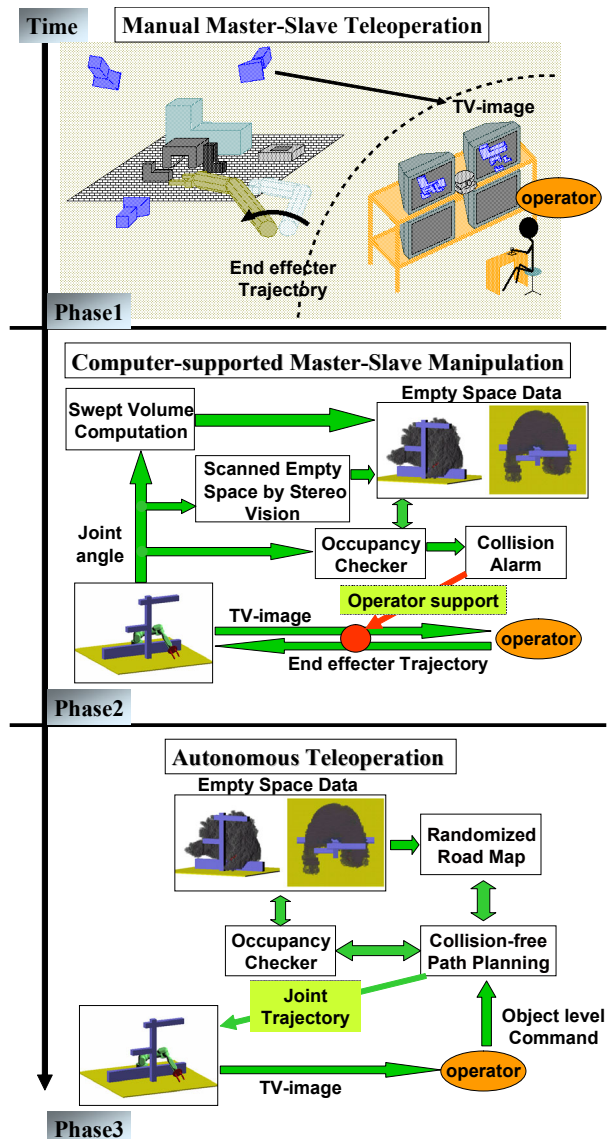 Time
Manual Master-Slave Teleoperation
TV-image
operator
End effecter
Trajectory
Phase1
Computer-supported Master-Slave Manipulation
Empty Space Data
Swept Volume
Computation
Scanned Empty
Space by Stereo
Vision
Joint
angle
Occupancy
Checker
Collision
Alarm
Operator support
TV-image
operator
End effecter Trajectory
Phase2
Autonomous Teleoperation
Empty Space Data
Randomized
Road Map
Occupancy
Checker
Collision-free
Path Planning
Joint
Trajectory
Object level
Command
operator
TV-image
Phase3